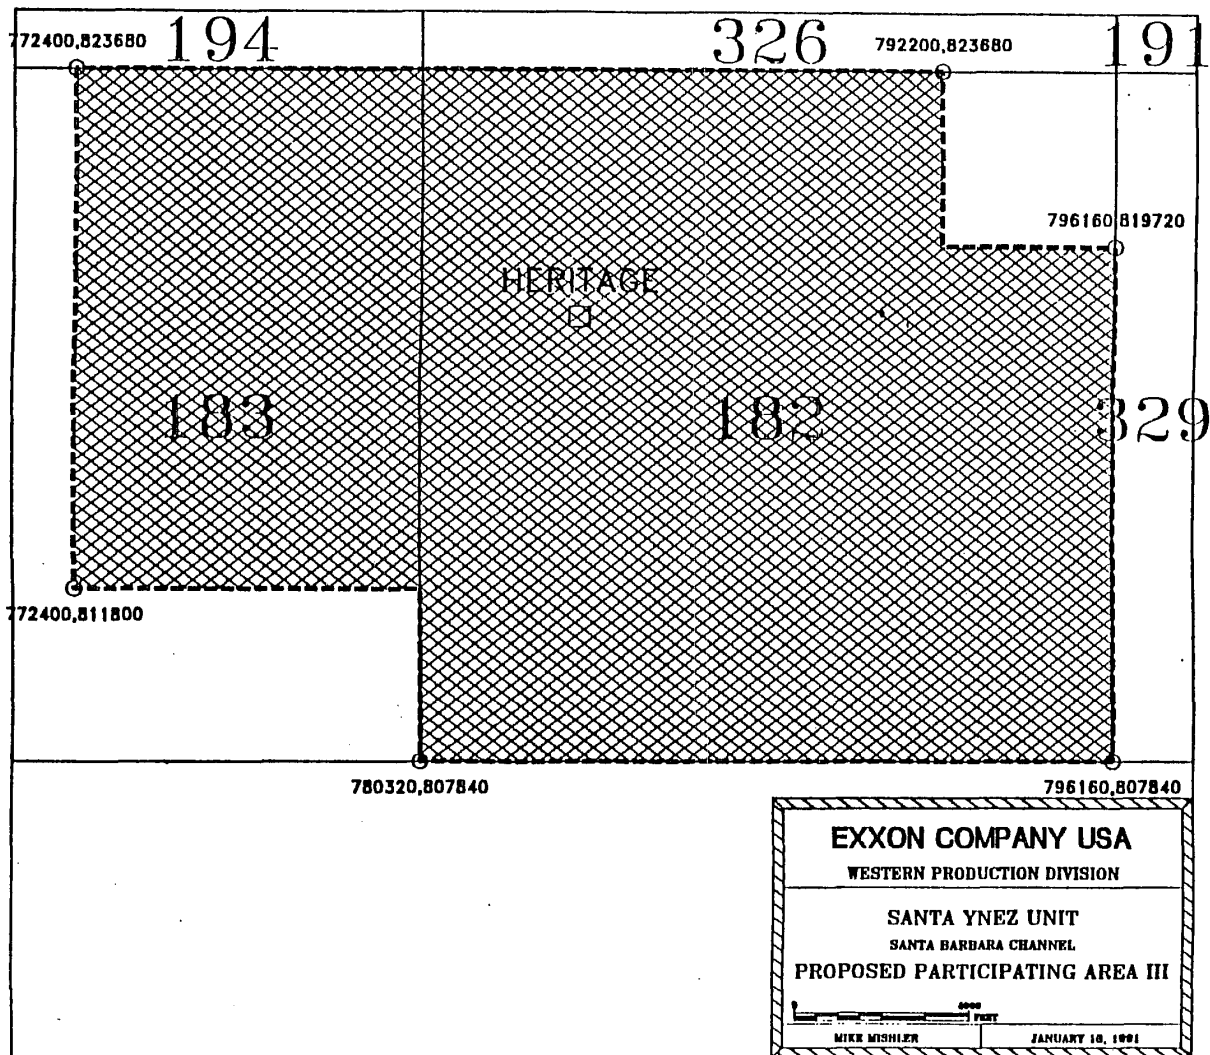 772400,823680 194 326 792200,823680 191
796160,819720
HERITAGE
183 182 329
772400,811800
780320,807840 796160,807840
EXXON COMPANY USA
WESTERN PRODUCTION DIVISION
SANTA YNEZ UNIT
SANTA BARBARA CHANNEL
PROPOSED PARTICIPATING AREA III
0
FEET
MIKE MISHLER JANUARY 1991